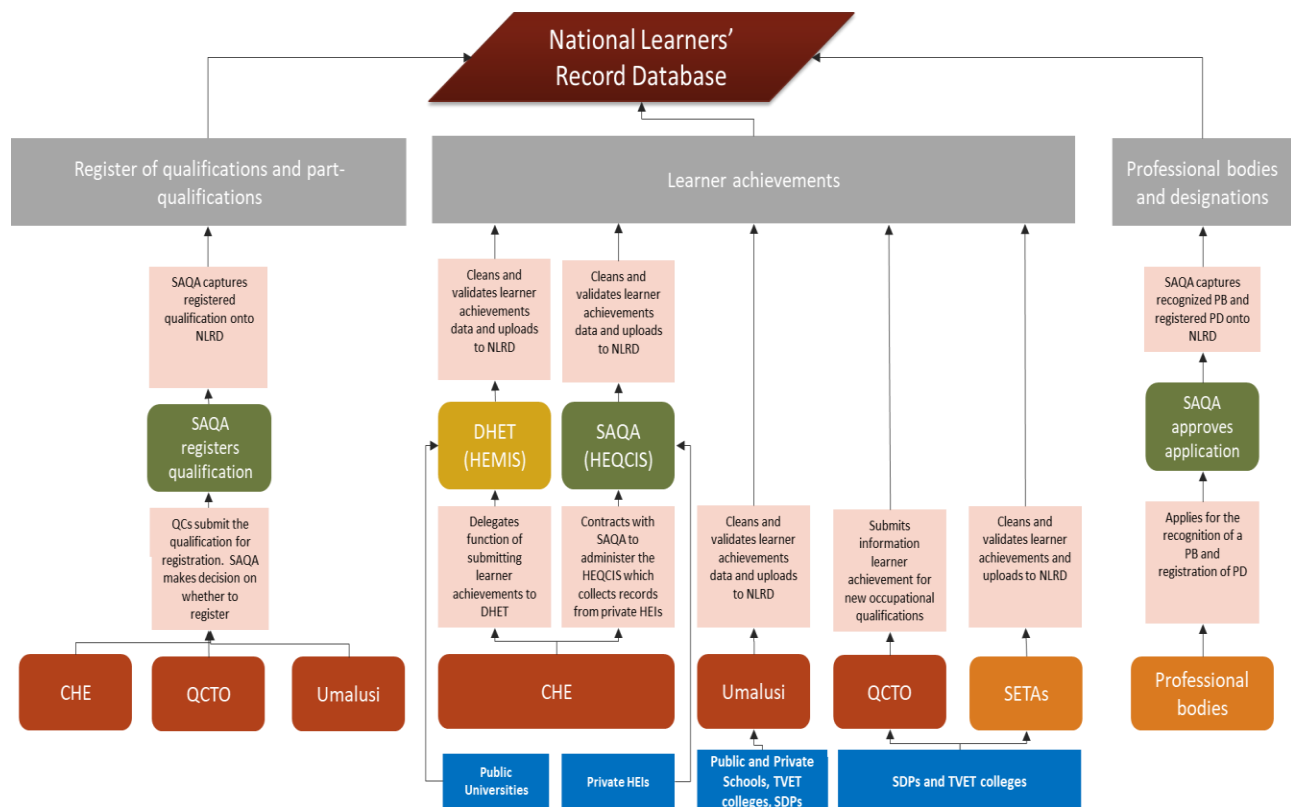 National Learners’
Record Database
Register of qualifications and part-
qualifications
Learner achievements
Professional bodies
and designations
SAQA captures
registered
qualification onto
NLRD
Cleans and
validates learner
achievements
data and uploads
to NLRD
Cleans and
validates learner
achievements
data and uploads
to NLRD
SAQA captures
recognized PB and
registered PD onto
NLRD
SAQA
registers
qualification
DHET
(HEMIS)
SAQA
(HEQCIS)
SAQA
approves
application
QCs submit the
qualification for
registration. SAQA
makes decision on
whether to
register
Delegates
function of
submitting
learner
achievements to
DHET
Contracts with
SAQA to
administer the
HEQCIS which
collects records
from private HEIs
Cleans and
validates learner
achievements
data and uploads
to NLRD
Submits
information
learner
achievement for
new occupational
qualifications
Cleans and
validates learner
achievements and
uploads to NLRD
Applies for the
recognition of a
PB and
registration of PD
CHE
QCTO
Umalusi
CHE
Umalusi
QCTO
SETAs
Professional
bodies
Public
Universities
Private HEIs
Public and Private
Schools, TVET
colleges, SDPs
SDPs and TVET colleges